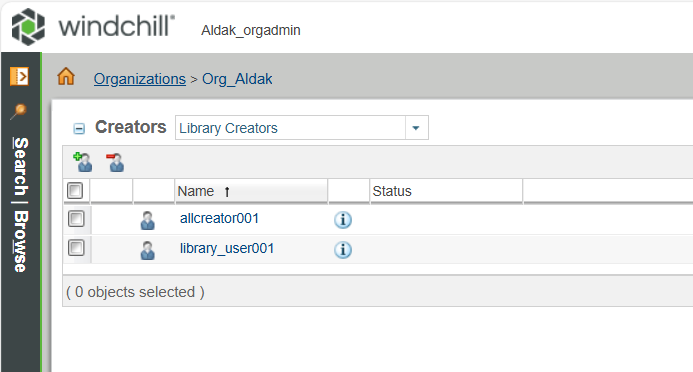 windchill® Aldak_orgadmin
Organizations > Org_Aldak
Creators Library Creators
Name ↑ Status
allcreator001
library_user001
( 0 objects selected )
Search | Browse